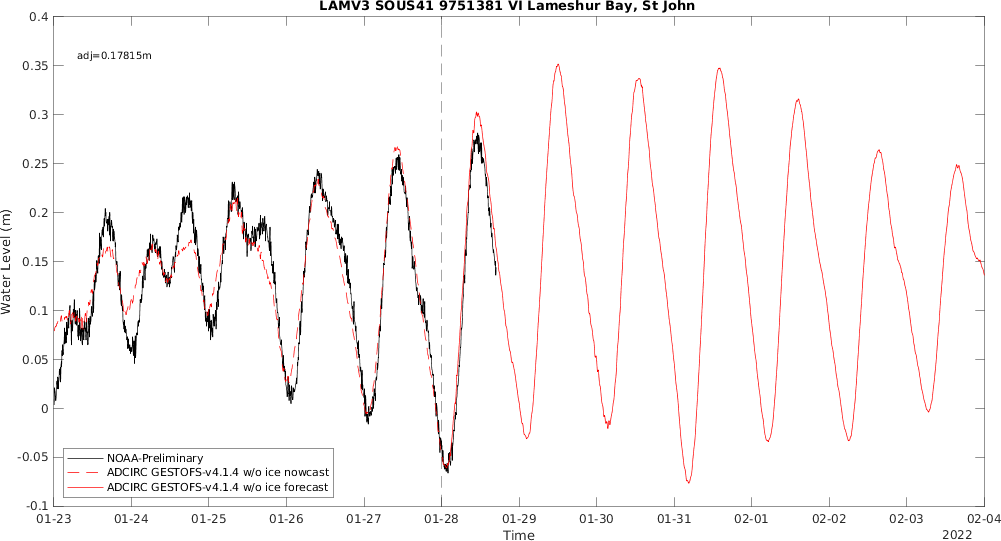 LAMV3 SOUS41 9751381 VI Lameshur Bay, St John
0.4
adj=0.17815m
0.35
0.3
0.25
0.2
0.15
0.1
0.05
0
-0.05
-0.1
Water Level (m)
NOAA-Preliminary
ADCIRC GESTOFS-v4.1.4 w/o ice nowcast
ADCIRC GESTOFS-v4.1.4 w/o ice forecast
01-23 01-24 01-25 01-26 01-27 01-28 01-29 01-30 01-31 02-01 02-02 02-03 02-04
Time
2022